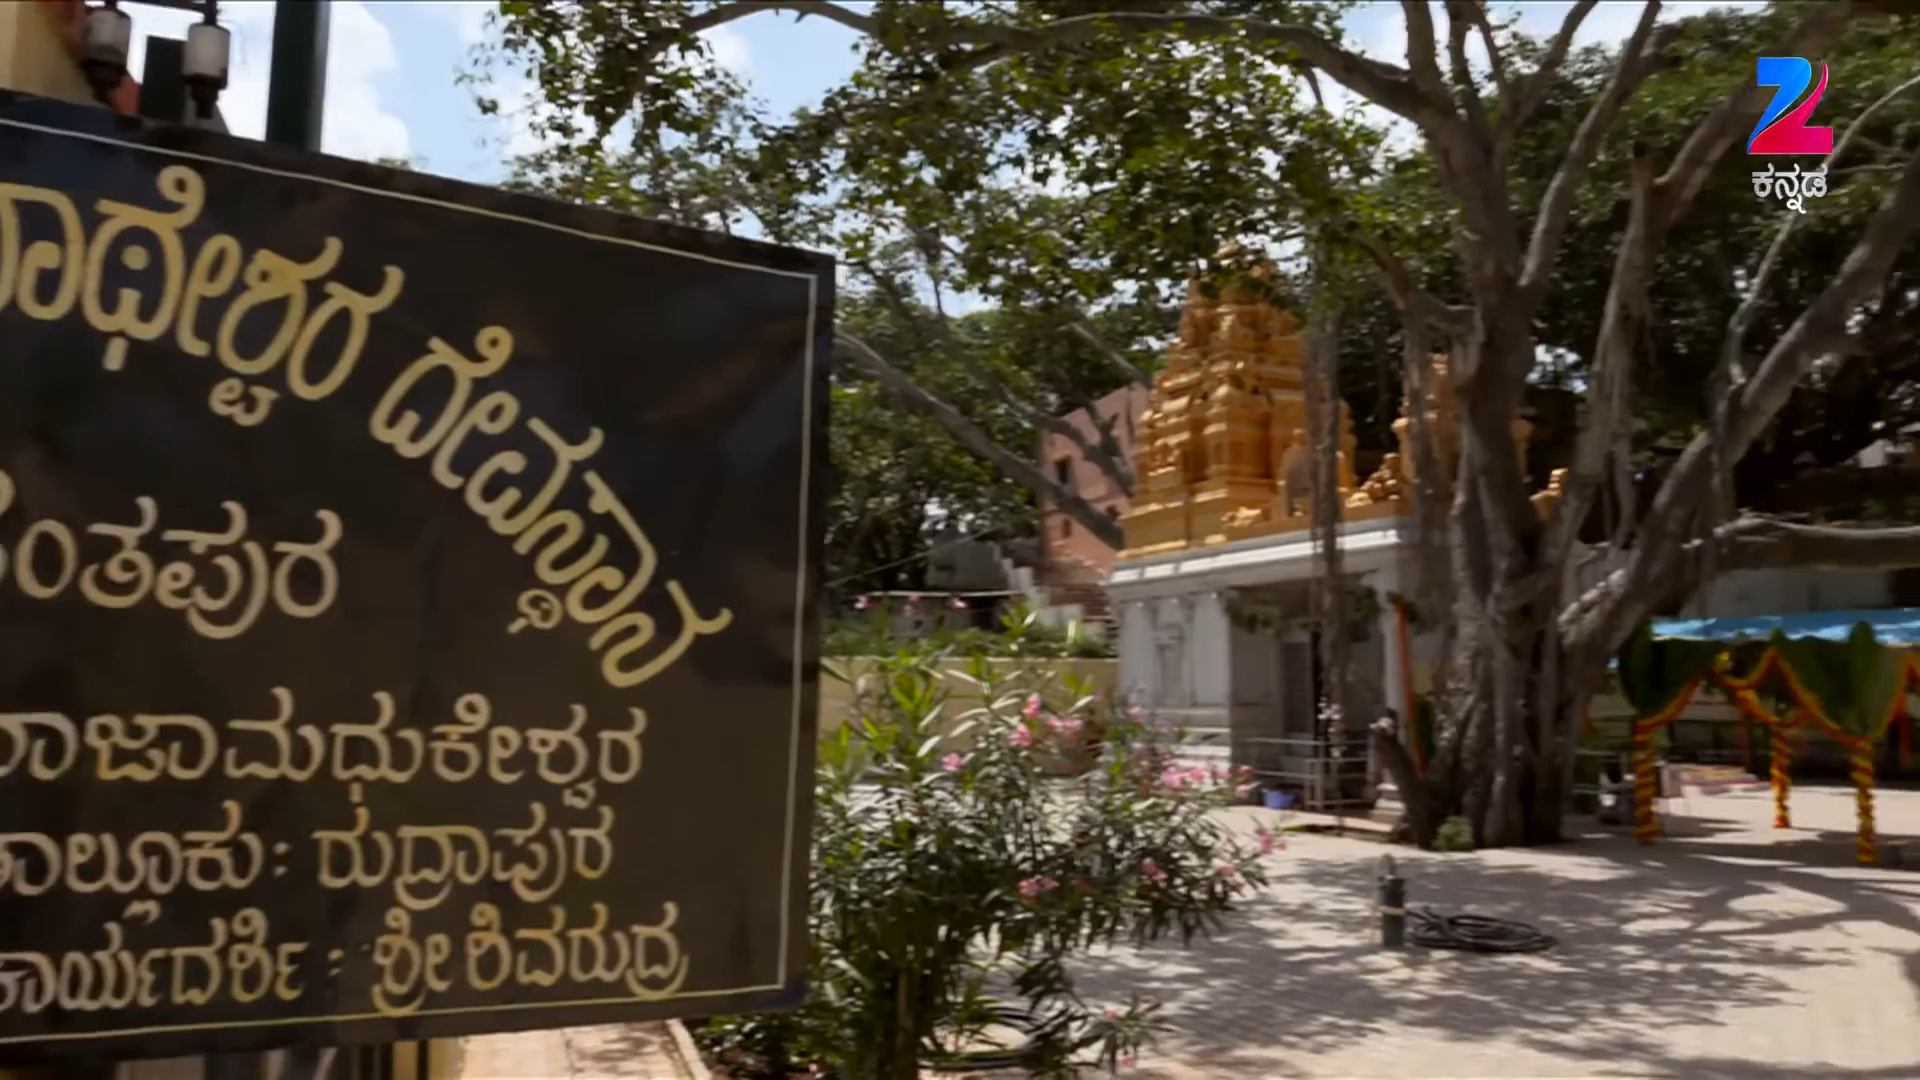 ಾಥೇಶ್ವರ ದೇವಸ್ಥಾನ
ಂತಪುರ
ರಾಜಾಮಧುಕೇಶ್ವರ
ತಾಲ್ಲೂಕು: ರುದ್ರಾಪುರ
ಕಾರ್ಯದರ್ಶಿ : ಶ್ರೀ ಶಿವರುದ್ರ
ಕನ್ನಡ